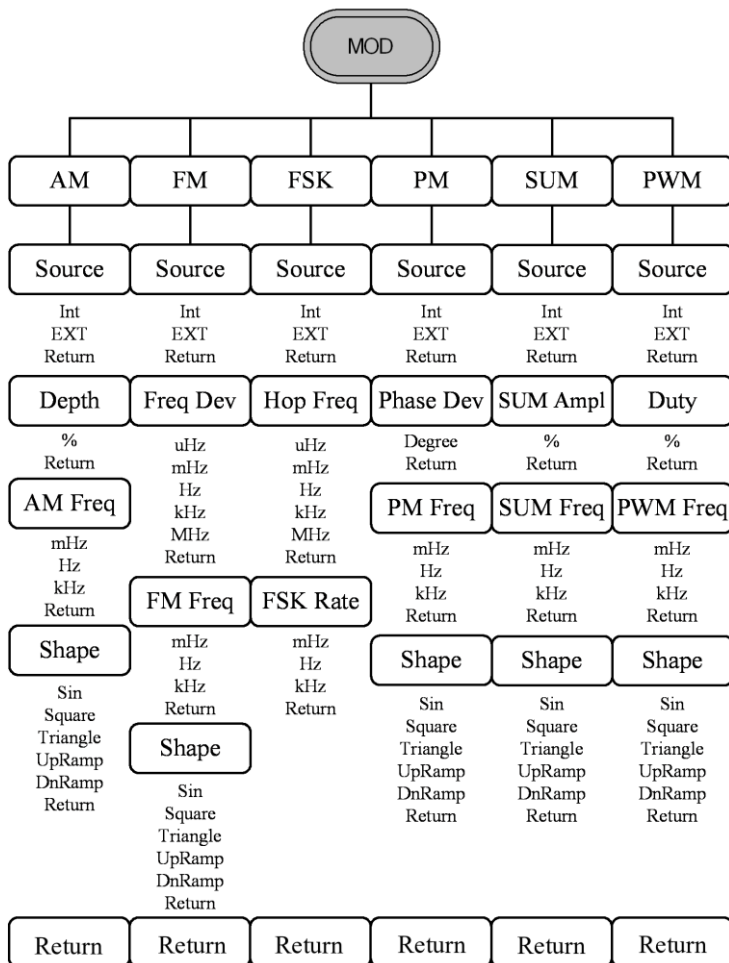 MOD
AM FM FSK PM SUM PWM
Source Source Source Source Source Source
Int Int Int Int Int Int
EXT EXT EXT EXT EXT EXT
Return Return Return Return Return Return
Depth Freq Dev Hop Freq Phase Dev SUM Ampl Duty
% uHz uHz Degree % %
Return mHz mHz Return Return Return
AM Freq Hz Hz PM Freq SUM Freq PWM Freq
mHz kHz kHz mHz mHz mHz
Hz MHz MHz Hz Hz Hz
kHz Return Return kHz kHz kHz
Return FM Freq FSK Rate Return Return Return
Shape mHz mHz Shape Shape Shape
Sin Hz Hz Sin Sin Sin
Square kHz kHz Square Square Square
Triangle Return Return Triangle Triangle Triangle
UpRamp Shape UpRamp UpRamp UpRamp
DnRamp Sin DnRamp DnRamp DnRamp
Return Square Return Return Return
Triangle
UpRamp
DnRamp
Return
Return Return Return Return Return Return